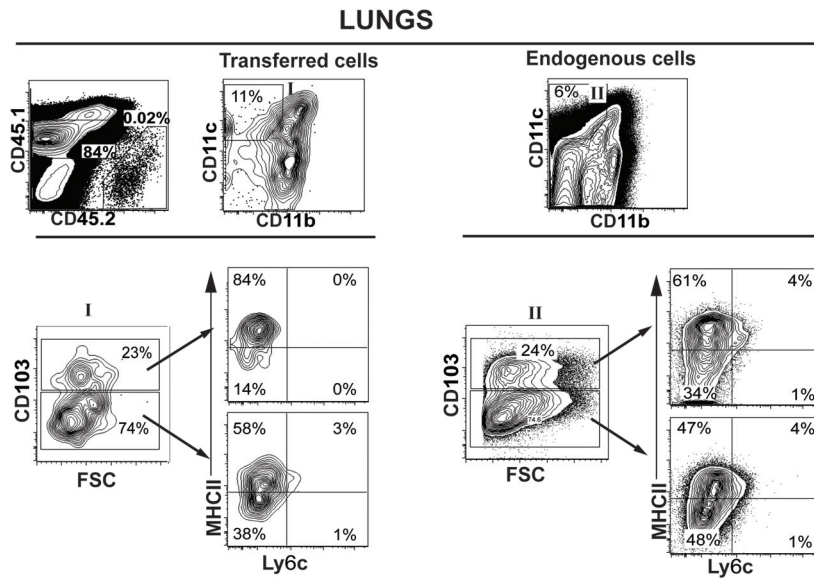 LUNGS
Transferred cells
Endogenous cells
CD45.1
0.02%
84%
CD45.2
CD11c
11%
I
CD11b
CD11c
6%
II
CD11b
I
CD103
23%
74%
FSC
84%
0%
14%
0%
58%
3%
38%
1%
MHCII
Ly6c
II
CD103
24%
74.6
FSC
61%
4%
34%
1%
47%
4%
48%
1%
MHCII
Ly6c